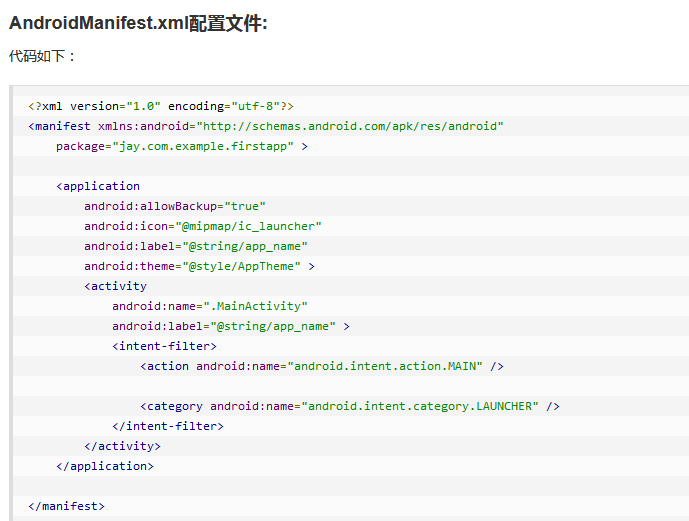 AndroidManifest.xml配置文件:
代码如下：
<?xml version="1.0" encoding="utf-8"?>
<manifest xmlns:android="http://schemas.android.com/apk/res/android"
    package="jay.com.example.firstapp" >

    <application
        android:allowBackup="true"
        android:icon="@mipmap/ic_launcher"
        android:label="@string/app_name"
        android:theme="@style/AppTheme" >
        <activity
            android:name=".MainActivity"
            android:label="@string/app_name" >
            <intent-filter>
                <action android:name="android.intent.action.MAIN" />

                <category android:name="android.intent.category.LAUNCHER" />
            </intent-filter>
        </activity>
    </application>

</manifest>